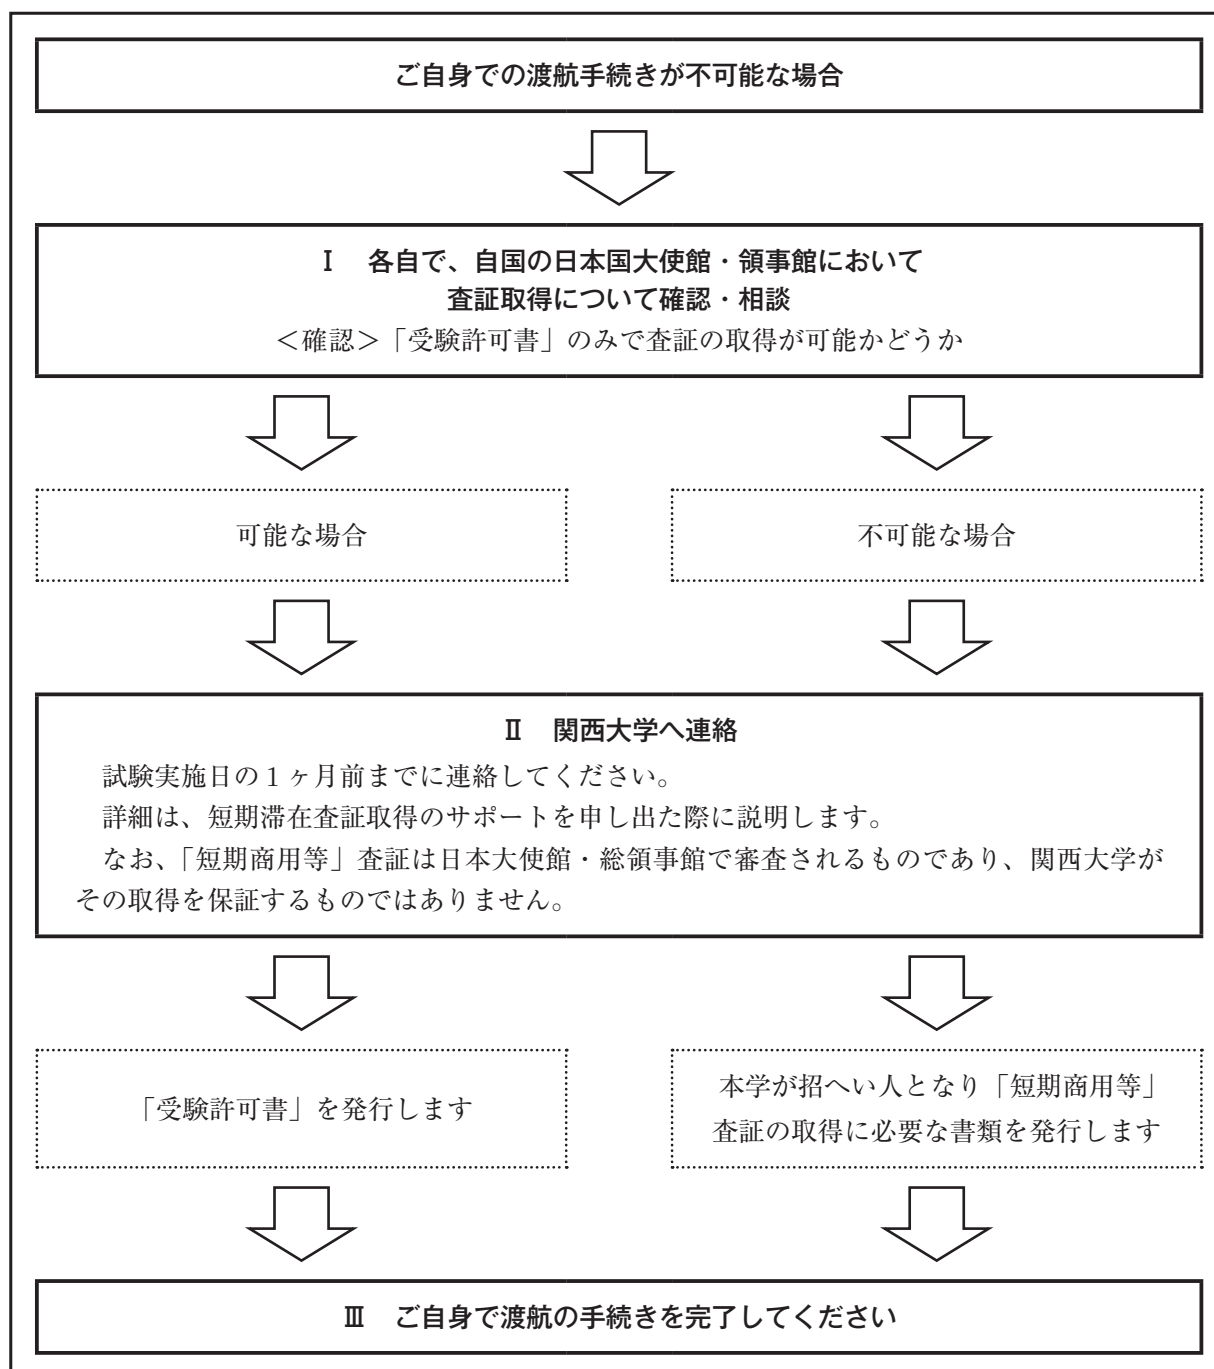 ご自身での渡航手続きが不可能な場合
Ⅰ　各自で、自国の日本国大使館・領事館において
査証取得について確認・相談
＜確認＞「受験許可書」のみで査証の取得が可能かどうか
可能な場合
不可能な場合
Ⅱ　関西大学へ連絡
試験実施日の１ヶ月前までに連絡してください。
詳細は、短期滞在査証取得のサポートを申し出た際に説明します。
なお、「短期商用等」査証は日本大使館・総領事館で審査されるものであり、関西大学が
その取得を保証するものではありません。
「受験許可書」を発行します
本学が招へい人となり「短期商用等」
査証の取得に必要な書類を発行します
Ⅲ　ご自身で渡航の手続きを完了してください